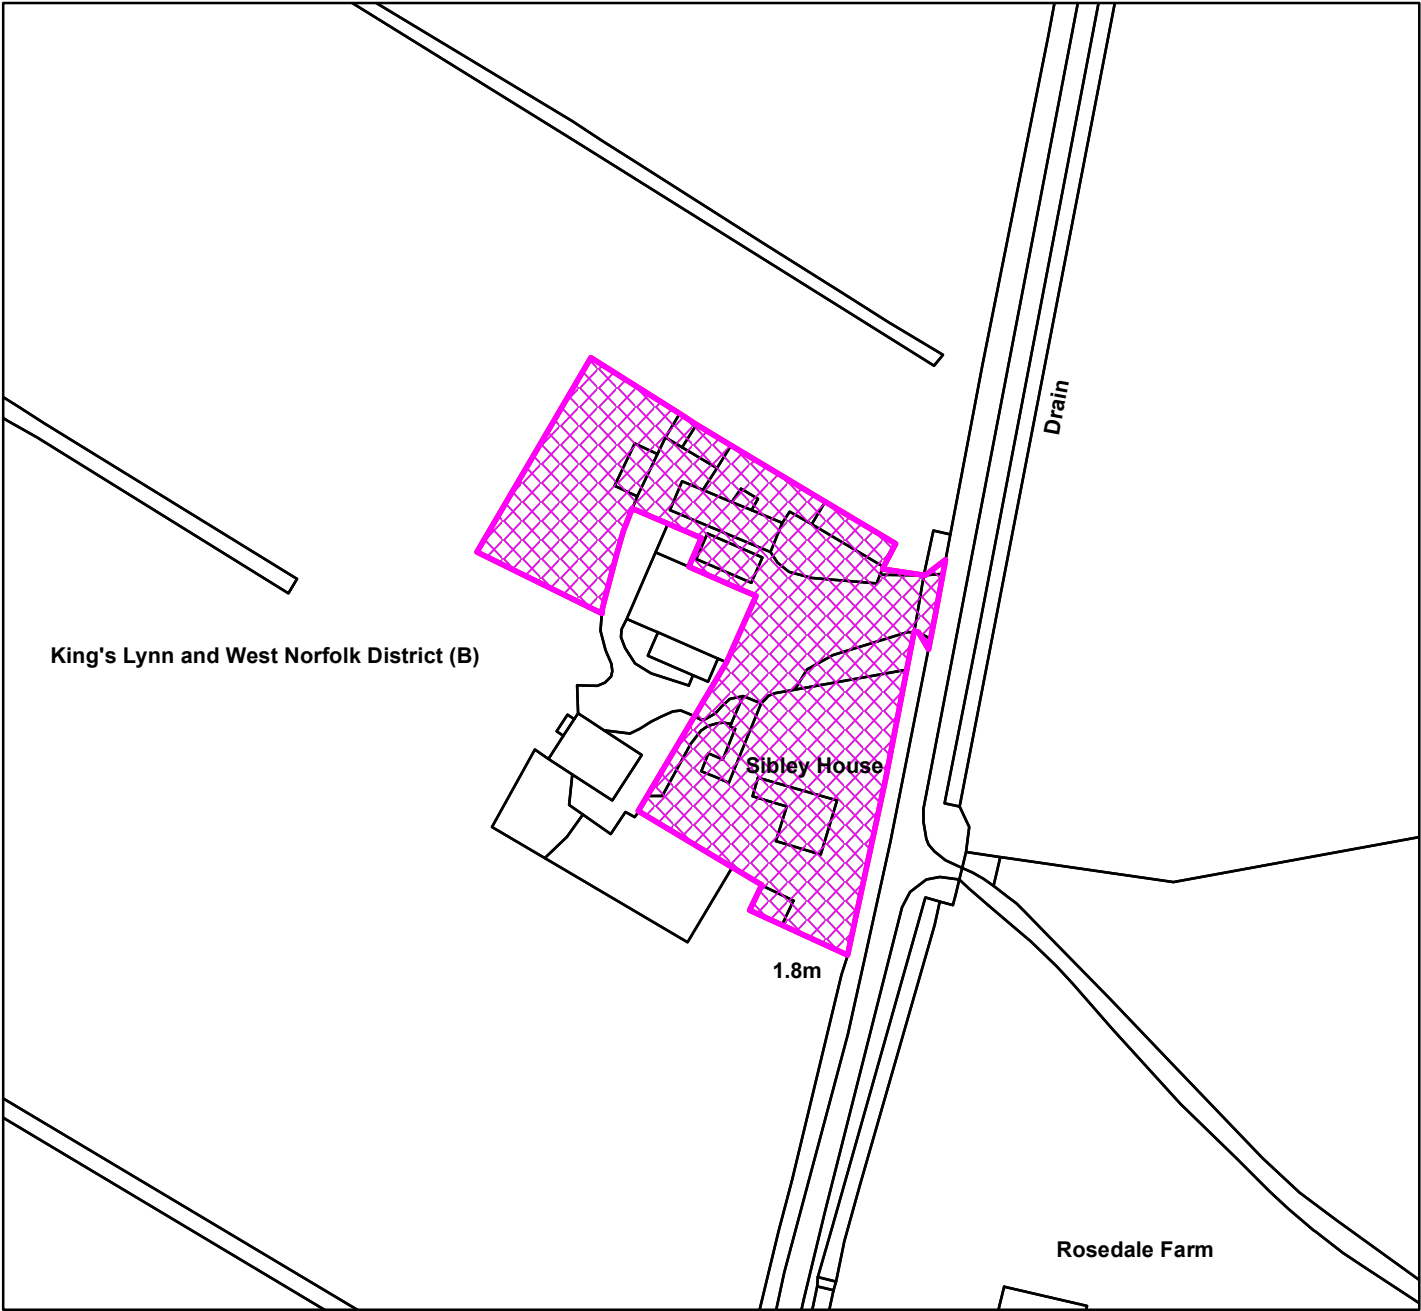 Drain
King's Lynn and West Norfolk District (B)
Sibley House
1.8m
Rosedale Farm